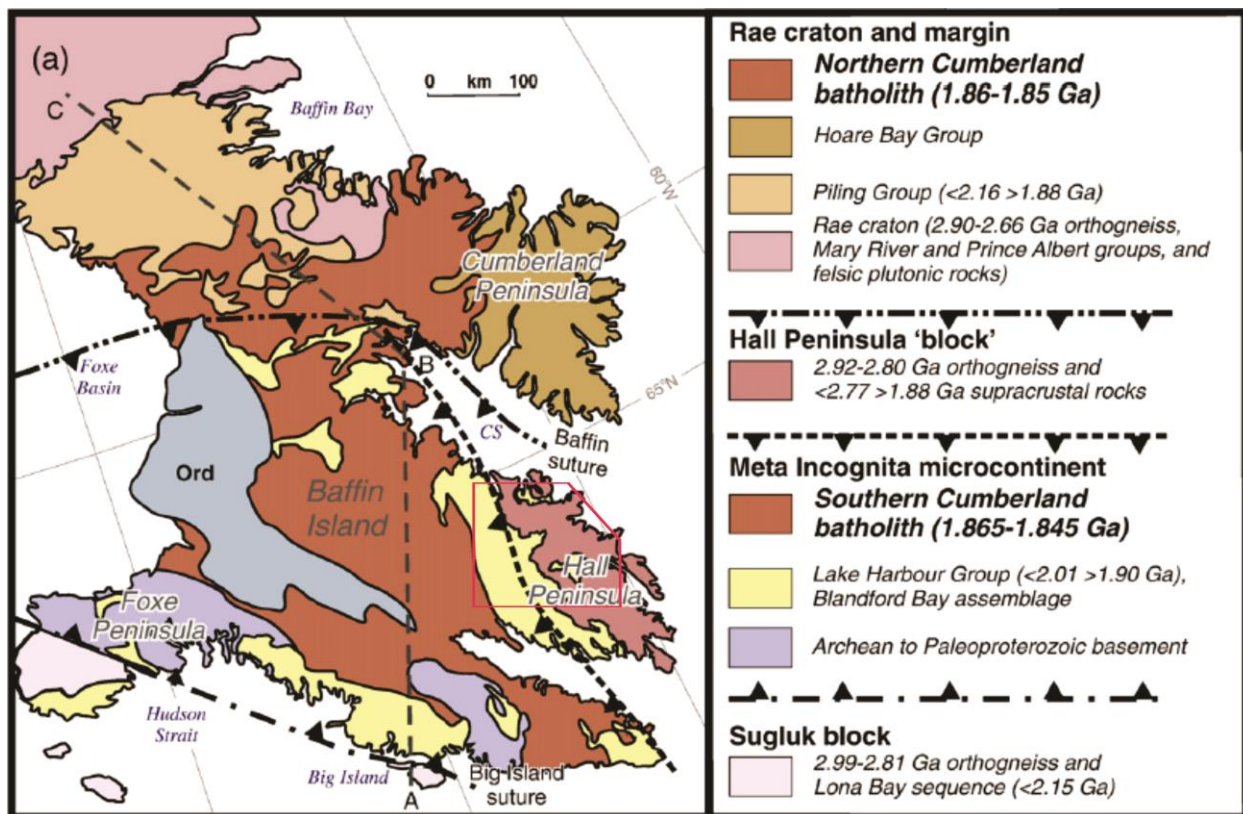 (a)
C
0 km 100
Baffin Bay
60°W
Cumberland
Peninsula
Foxe
Basin
B
65°N
CS
Baffin
suture
Ord
Baffin
Island
Hall
Peninsula
Foxe
Peninsula
Hudson
Strait
Big Island
A
Big Island
suture
Rae craton and margin
Northern Cumberland
batholith (1.86-1.85 Ga)
Hoare Bay Group
Piling Group (<2.16 >1.88 Ga)
Rae craton (2.90-2.66 Ga orthogneiss,
Mary River and Prince Albert groups, and
felsic plutonic rocks)
Hall Peninsula ‘block’
2.92-2.80 Ga orthogneiss and
<2.77 >1.88 Ga supracrustal rocks
Meta Incognita microcontinent
Southern Cumberland
batholith (1.865-1.845 Ga)
Lake Harbour Group (<2.01 >1.90 Ga),
Blandford Bay assemblage
Archean to Paleoproterozoic basement
Sugluk block
2.99-2.81 Ga orthogneiss and
Lona Bay sequence (<2.15 Ga)